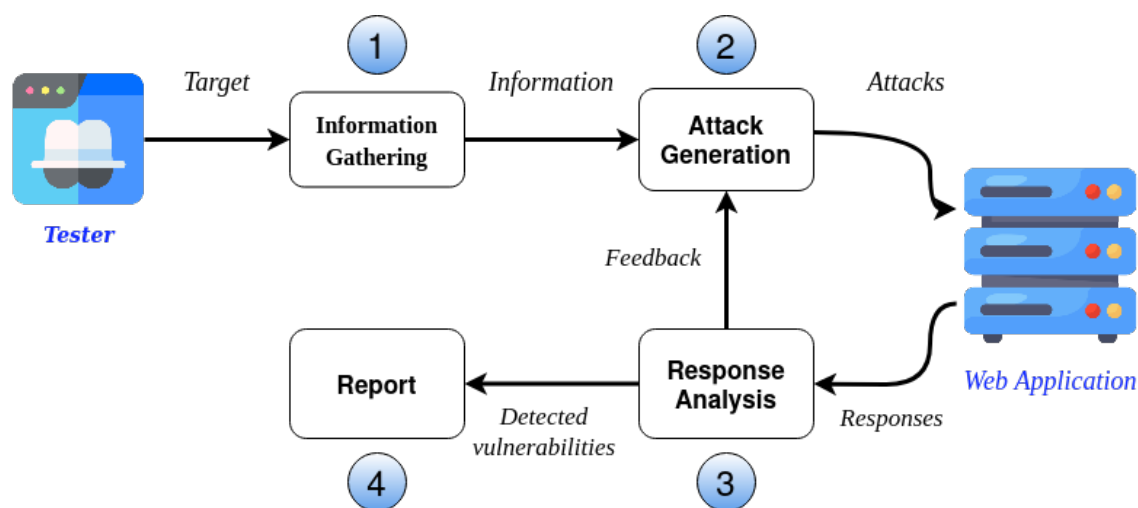 1
2
Target
Information
Attacks
Information
Gathering
Attack
Generation
Tester
Feedback
Report
Response
Analysis
Web Application
Detected
vulnerabilities
Responses
4
3